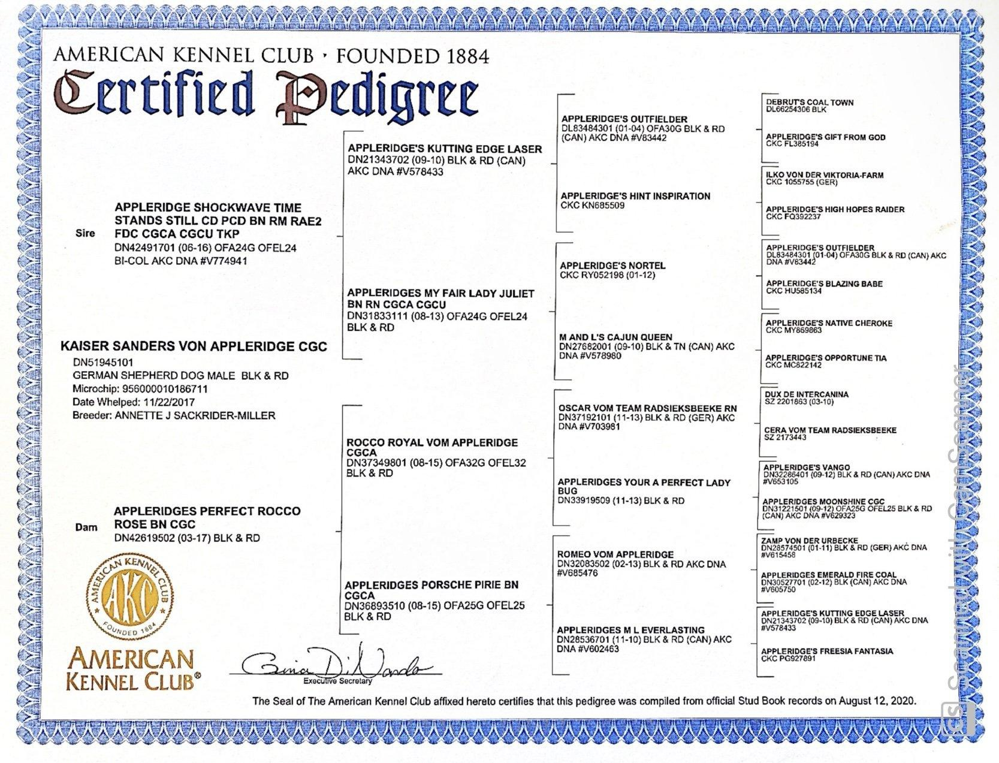 AMERICAN KENNEL CLUB · FOUNDED 1884
Certified Pedigree
Sire
APPLERIDGE SHOCKWAVE TIME
STANDS STILL CD PCD BN RM RAE2
FDC CGCA CGCU TKP
DN42491701 (06-16) OFA24G OFEL24
BI-COL AKC DNA #V774941
KAISER SANDERS VON APPLERIDGE CGC
DN51945101
GERMAN SHEPHERD DOG MALE BLK & RD
Microchip: 956000010186711
Date Whelped: 11/22/2017
Breeder: ANNETTE J SACKRIDER-MILLER
Dam
APPLERIDGES PERFECT ROCCO
ROSE BN CGC
DN42619502 (03-17) BLK & RD
APPLERIDGE'S KUTTING EDGE LASER
DN21343702 (09-10) BLK & RD (CAN)
AKC DNA #V578433
APPLERIDGES MY FAIR LADY JULIET
BN RN CGCA CGCU
DN31833111 (08-13) OFA24G OFEL24
BLK & RD
ROCCO ROYAL VOM APPLERIDGE
CGCA
DN37349801 (08-15) OFA32G OFEL32
BLK & RD
APPLERIDGES PORSCHE PIRIE BN
CGCA
DN36893510 (08-15) OFA25G OFEL25
BLK & RD
APPLERIDGE'S OUTFIELDER
DL83484301 (01-04) OFA30G BLK & RD
(CAN) AKC DNA #V83442
APPLERIDGE'S HINT INSPIRATION
CKC KN685509
APPLERIDGE'S NORTEL
CKC RY052198 (01-12)
M AND L'S CAJUN QUEEN
DN27682001 (09-10) BLK & TN (CAN) AKC
DNA #V578980
OSCAR VOM TEAM RADSIEKSBEEKE RN
DN37192101 (11-13) BLK & RD (GER) AKC
DNA #V703981
APPLERIDGES YOUR A PERFECT LADY
BUG
DN33919509 (11-13) BLK & RD
ROMEO VOM APPLERIDGE
DN32083502 (02-13) BLK & RD AKC DNA
#V685476
APPLERIDGES M L EVERLASTING
DN28536701 (11-10) BLK & RD (CAN) AKC
DNA #V602463
DEBRUT'S COAL TOWN
DL66254306 BLK
APPLERIDGE'S GIFT FROM GOD
CKC FL385194
ILKO VON DER VIKTORIA-FARM
CKC 1055755 (GER)
APPLERIDGE'S HIGH HOPES RAIDER
CKC FQ392237
APPLERIDGE'S OUTFIELDER
DL83484301 (01-04) OFA30G BLK & RD (CAN) AKC
DNA #V83442
APPLERIDGE'S BLAZING BABE
CKC HU585134
APPLERIDGE'S NATIVE CHEROKE
CKC MY869863
APPLERIDGE'S OPPORTUNE TIA
CKC MC822142
DUX DE INTERCANINA
SZ 2201863 (03-10)
CERA VOM TEAM RADSIEKSBEEKE
SZ 2173443
APPLERIDGE'S VANGO
DN32286401 (09-12) BLK & RD (CAN) AKC DNA
#V653105
APPLERIDGES MOONSHINE CGC
DN31221501 (09-12) OFA25G OFEL25 BLK & RD
(CAN) AKC DNA #V629323
ZAMP VON DER URBECKE
DN28574501 (01-11) BLK & RD (GER) AKC DNA
#V615458
APPLERIDGES EMERALD FIRE COAL
DN30527701 (02-12) BLK (CAN) AKC DNA
#V605750
APPLERIDGE'S KUTTING EDGE LASER
DN21343702 (09-10) BLK & RD (CAN) AKC DNA
#V578433
APPLERIDGE'S FREESIA FANTASIA
CKC PG927891
AMERICAN KENNEL CLUB
AKC
FOUNDED 1884
AMERICAN
KENNEL CLUB®
Gina DiNardo
Executive Secretary
The Seal of The American Kennel Club affixed hereto certifies that this pedigree was compiled from official Stud Book records on August 12, 2020.
CS Scanned with CamScanner